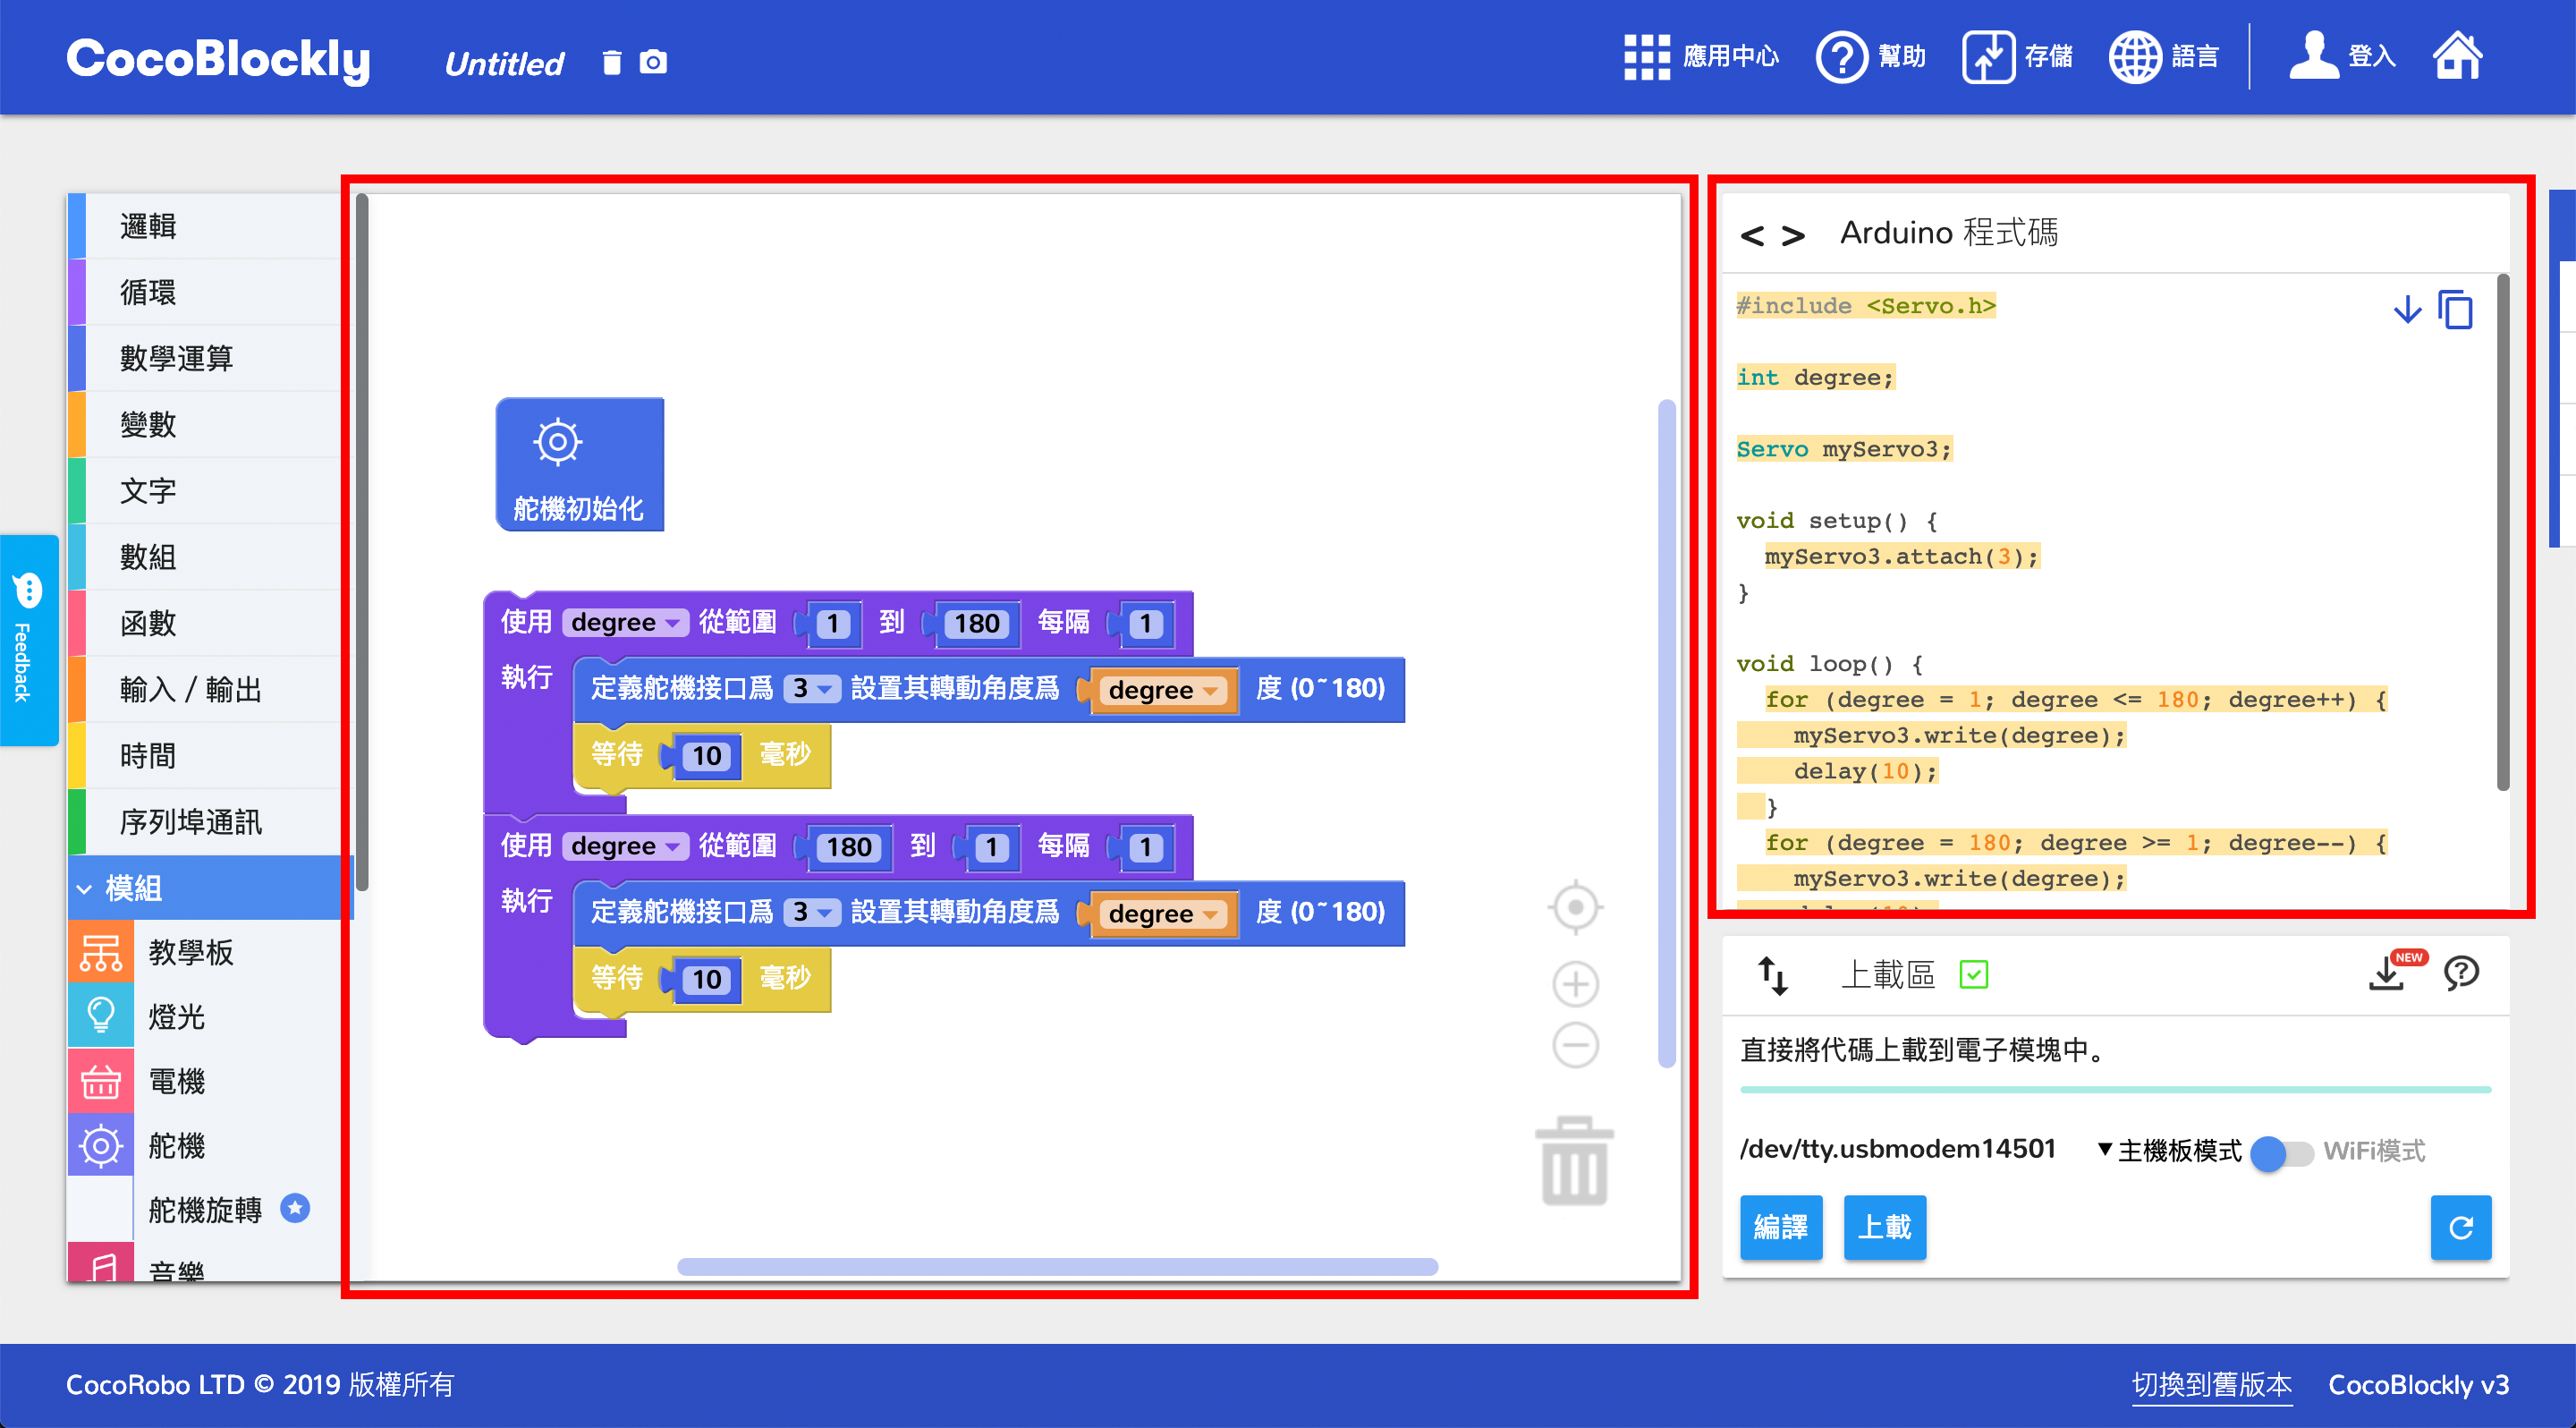 CocoBlockly
Untitled
應用中心
幫助
存儲
語言
登入
邏輯
循環
數學運算
變數
文字
數組
函數
輸入 / 輸出
時間
序列埠通訊
模組
教學板
燈光
電機
舵機
舵機旋轉
音樂
Feedback
舵機初始化
使用 degree 從範圍 1 到 180 每隔 1
執行 定義舵機接口爲 3 設置其轉動角度爲 degree 度 (0~180)
等待 10 毫秒
使用 degree 從範圍 180 到 1 每隔 1
執行 定義舵機接口爲 3 設置其轉動角度爲 degree 度 (0~180)
等待 10 毫秒
< > Arduino 程式碼
#include <Servo.h>
int degree;
Servo myServo3;
void setup() {
myServo3.attach(3);
}
void loop() {
for (degree = 1; degree <= 180; degree++) {
myServo3.write(degree);
delay(10);
}
for (degree = 180; degree >= 1; degree--) {
myServo3.write(degree);
上載區
NEW
直接將代碼上載到電子模塊中。
/dev/tty.usbmodem14501 ▼主機板模式 WiFi模式
編譯 上載
CocoRobo LTD © 2019 版權所有
切換到舊版本 CocoBlockly v3